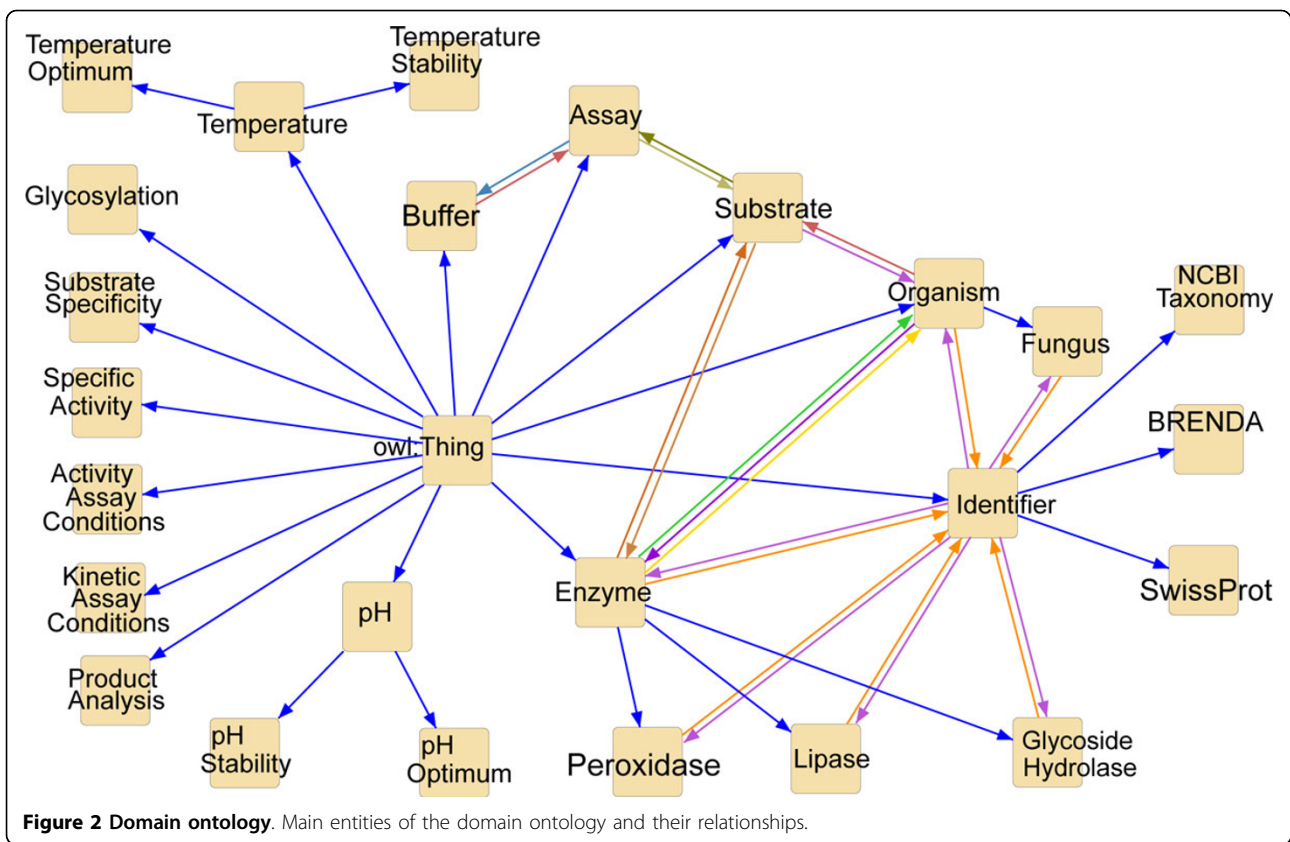 Temperature
Optimum
Temperature
Stability
Temperature
Assay
Glycosylation
Buffer
Substrate
Substrate
Specificity
Organism
NCBI
Taxonomy
Fungus
Specific
Activity
BRENDA
owl:Thing
Activity
Assay
Conditions
Identifier
Kinetic
Assay
Conditions
pH
Enzyme
SwissProt
Product
Analysis
pH
Stability
pH
Optimum
Peroxidase
Lipase
Glycoside
Hydrolase
Figure 2 Domain ontology. Main entities of the domain ontology and their relationships.